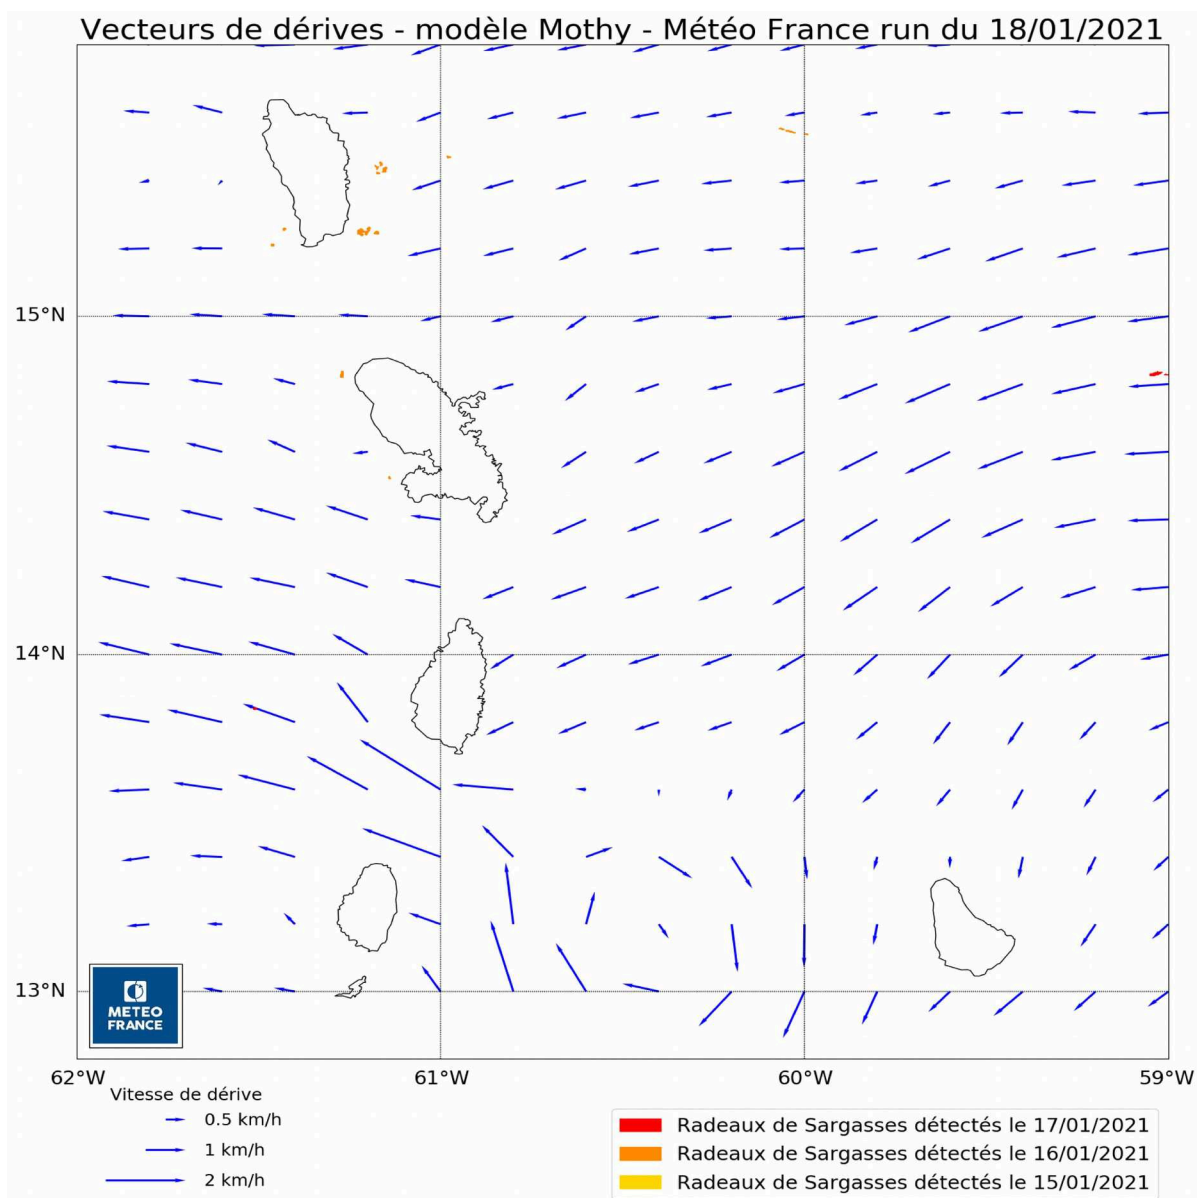 Vecteurs de dérives - modèle Mothy - Météo France run du 18/01/2021
15°N
14°N
13°N
METEO
FRANCE
62°W
61°W
60°W
59°W
Vitesse de dérive
0.5 km/h
1 km/h
2 km/h
Radeaux de Sargasses détectés le 17/01/2021
Radeaux de Sargasses détectés le 16/01/2021
Radeaux de Sargasses détectés le 15/01/2021